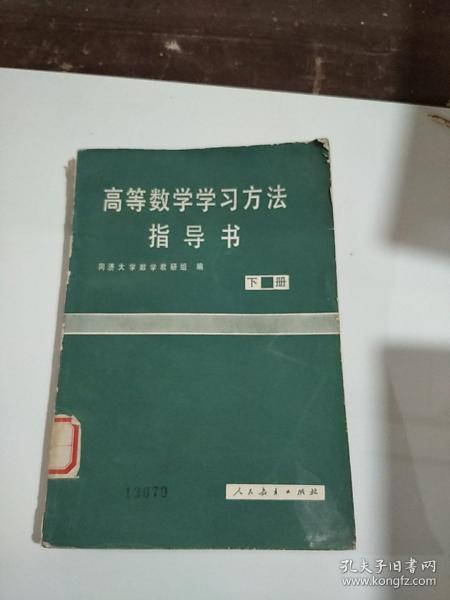 高等数学学习方法
指导书
同济大学数学教研组 编
下 册
13670
人民教育出版社
孔夫子旧书网
www.kongfz.com